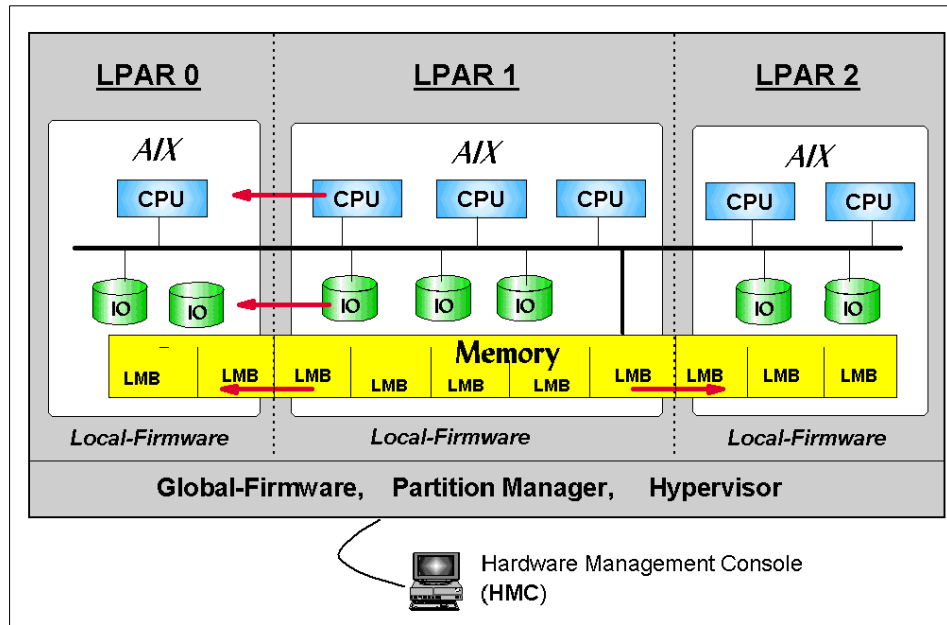 LPAR 0 LPAR 1 LPAR 2
AIX AIX AIX
CPU CPU CPU CPU CPU CPU
IO IO IO IO IO IO IO
Memory
LMB LMB LMB LMB LMB LMB LMB LMB LMB LMB
Local-Firmware Local-Firmware Local-Firmware
Global-Firmware, Partition Manager, Hypervisor
Hardware Management Console
(HMC)